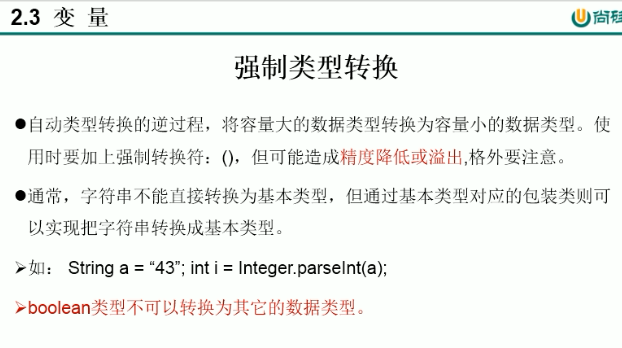 2.3 变 量
尚硅
强制类型转换
●自动类型转换的逆过程，将容量大的数据类型转换为容量小的数据类型。使
用时要加上强制转换符：()，但可能造成精度降低或溢出,格外要注意。
●通常，字符串不能直接转换为基本类型，但通过基本类型对应的包装类则可
以实现把字符串转换成基本类型。
➢如： String a = “43”; int i = Integer.parseInt(a);
➢boolean类型不可以转换为其它的数据类型。